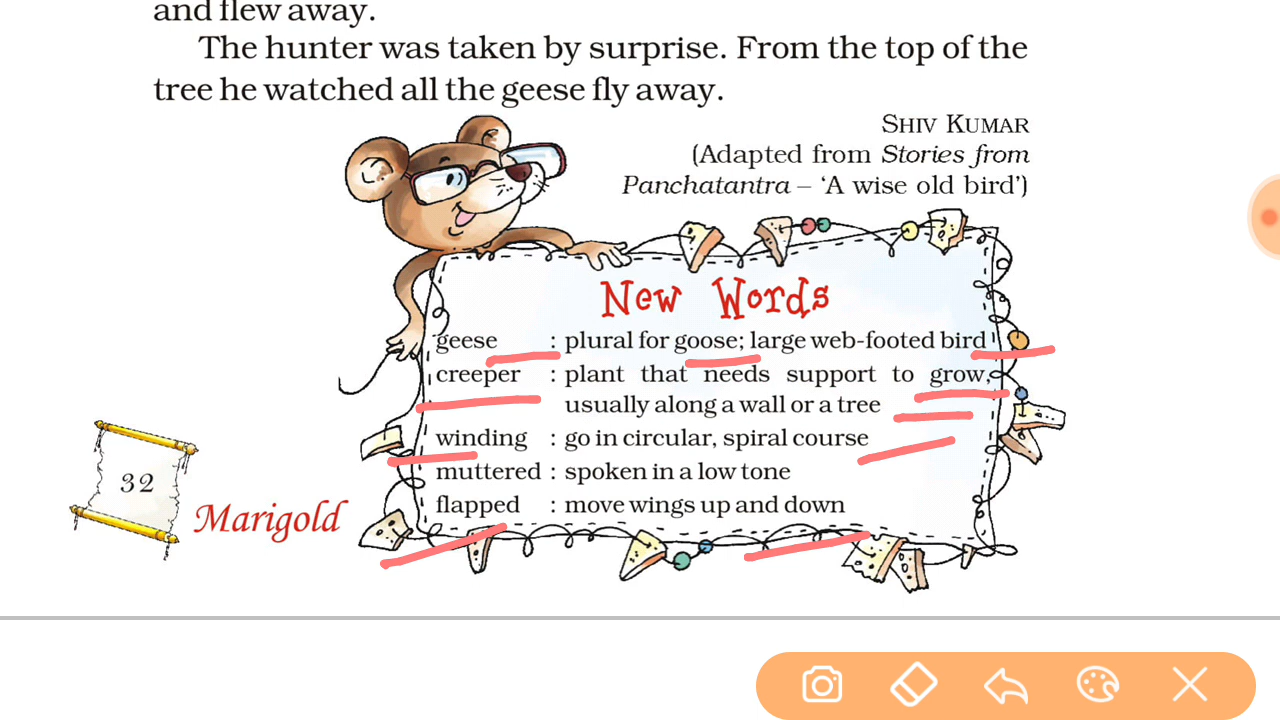 and flew away.
The hunter was taken by surprise. From the top of the
tree he watched all the geese fly away.
SHIV KUMAR
(Adapted from Stories from
Panchatantra – ‘A wise old bird’)
New Words
geese : plural for goose; large web-footed bird
creeper : plant that needs support to grow,
usually along a wall or a tree
winding : go in circular, spiral course
muttered : spoken in a low tone
flapped : move wings up and down
32
Marigold